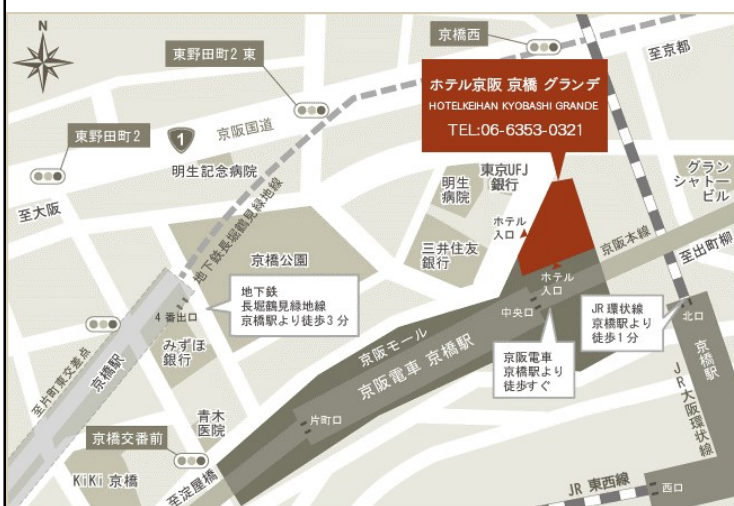 N
京橋西
至京都
東野田町2 東
ホテル京阪 京橋 グランデ
HOTELKEIHAN KYOBASHI GRANDE
TEL:06-6353-0321
東野田町2
1
京阪国道
明生記念病院
至大阪
地下鉄長堀鶴見緑地線
東京UFJ
銀行
明生
病院
グラン
シャトー
ビル
ホテル
入口
京阪本線
至出町柳
三井住友
銀行
京橋公園
ホテル
入口
地下鉄
長堀鶴見緑地線
京橋駅より徒歩3分
4番出口
中央口
JR環状線
京橋駅より
徒歩1分
北口
京橋駅
みずほ
銀行
京阪モール
京阪電車 京橋駅
京阪電車
京橋駅より
徒歩すぐ
京橋駅
至片町東交差点
JR大阪環状線
青木
医院
片町口
京橋交番前
KiKi 京橋
至淀屋橋
JR 東西線
西口